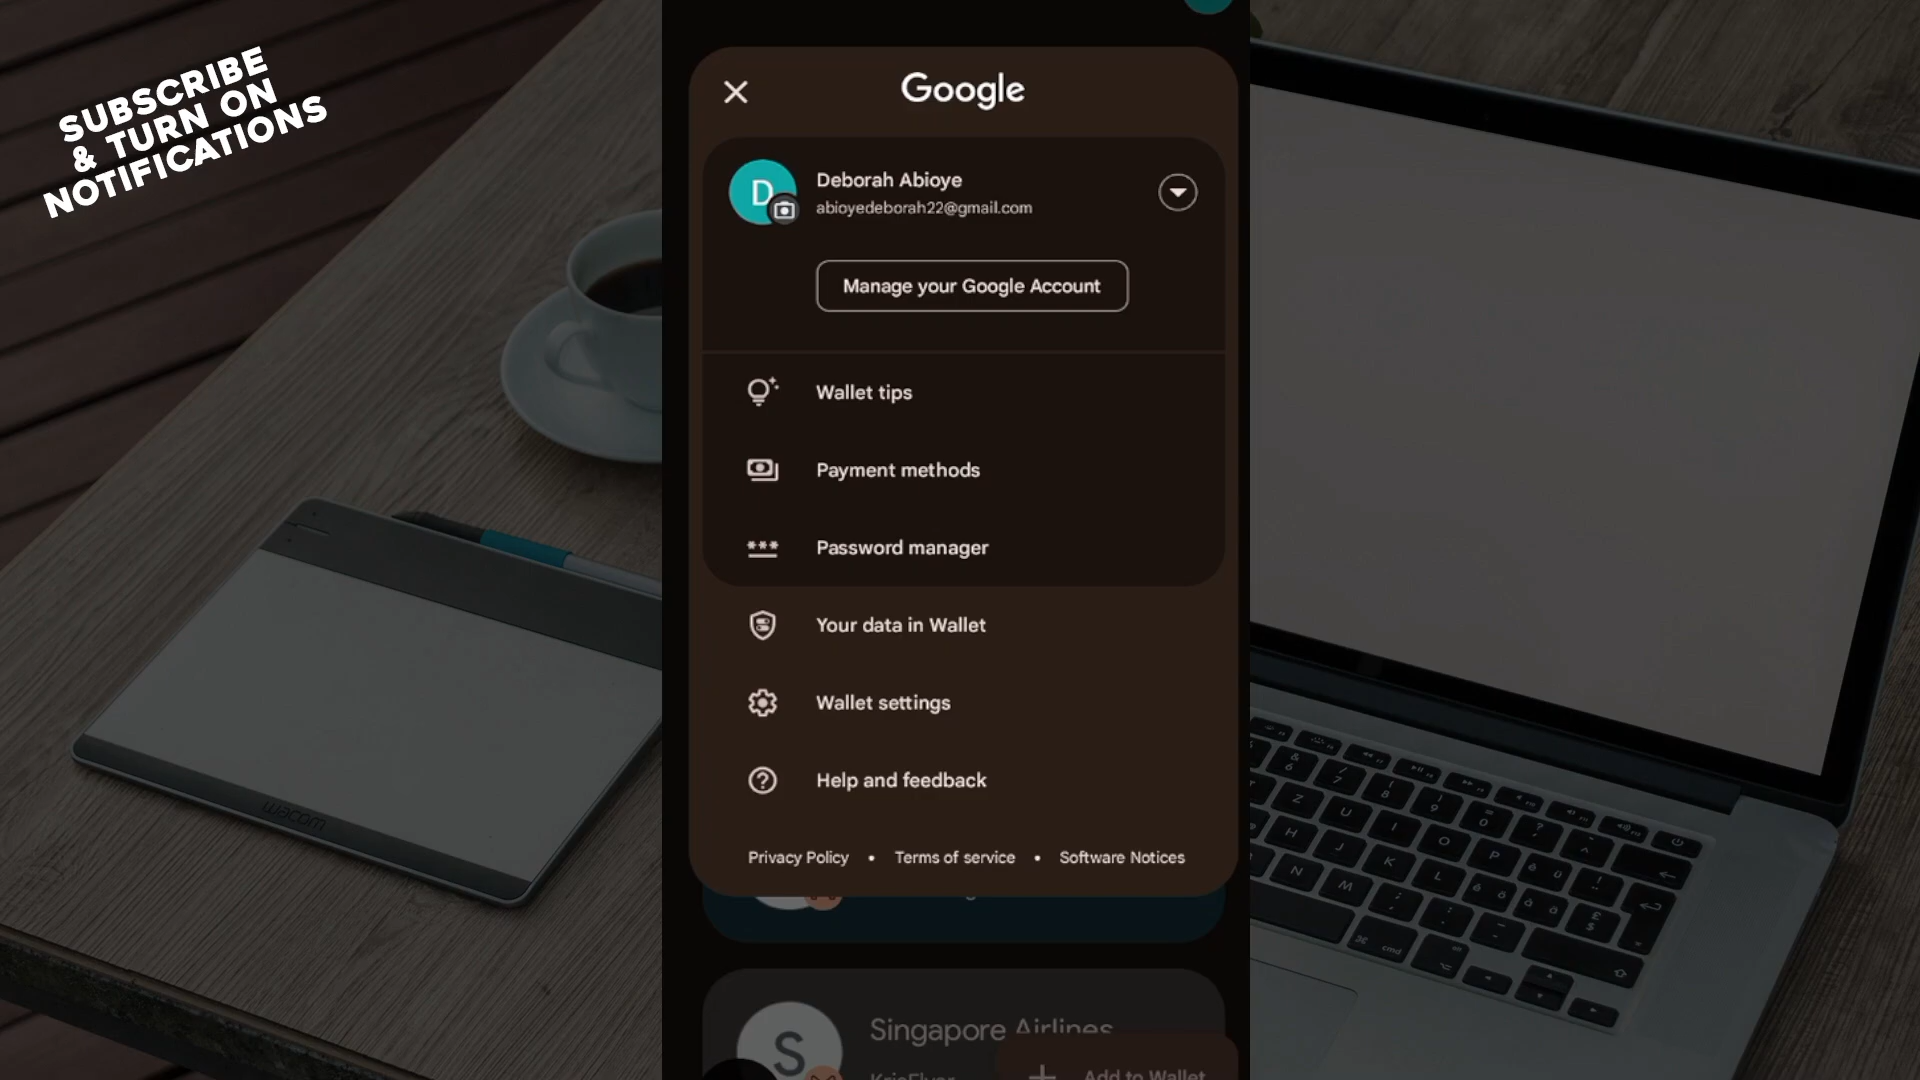 SUBSCRIBE
& TURN ON
NOTIFICATIONS
Google
D
Deborah Abioye
abioyedeborah22@gmail.com
Manage your Google Account
Wallet tips
Payment methods
Password manager
Your data in Wallet
Wallet settings
Help and feedback
Privacy Policy • Terms of service • Software Notices
S
Singapore Airlines
KrisFlyer
Add to Wallet
wacom